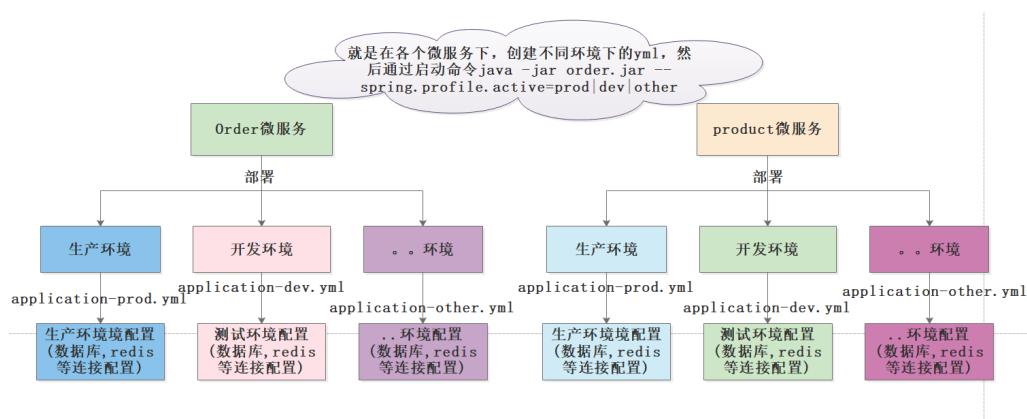 就是在各个微服务下，创建不同环境下的yml，然
后通过启动命令java -jar order.jar --
spring.profile.active=prod|dev|other
Order微服务
product微服务
部署
部署
生产环境
开发环境
。。环境
生产环境
开发环境
。。环境
application-prod.yml
application-dev.yml
application-other.yml
application-prod.yml
application-dev.yml
application-other.yml
生产环境境配置
(数据库,redis
等连接配置)
测试环境配置
(数据库,redis
等连接配置)
..环境配置
(数据库,redis
等连接配置)
生产环境境配置
(数据库,redis
等连接配置)
测试环境配置
(数据库,redis
等连接配置)
..环境配置
(数据库,redis
等连接配置)